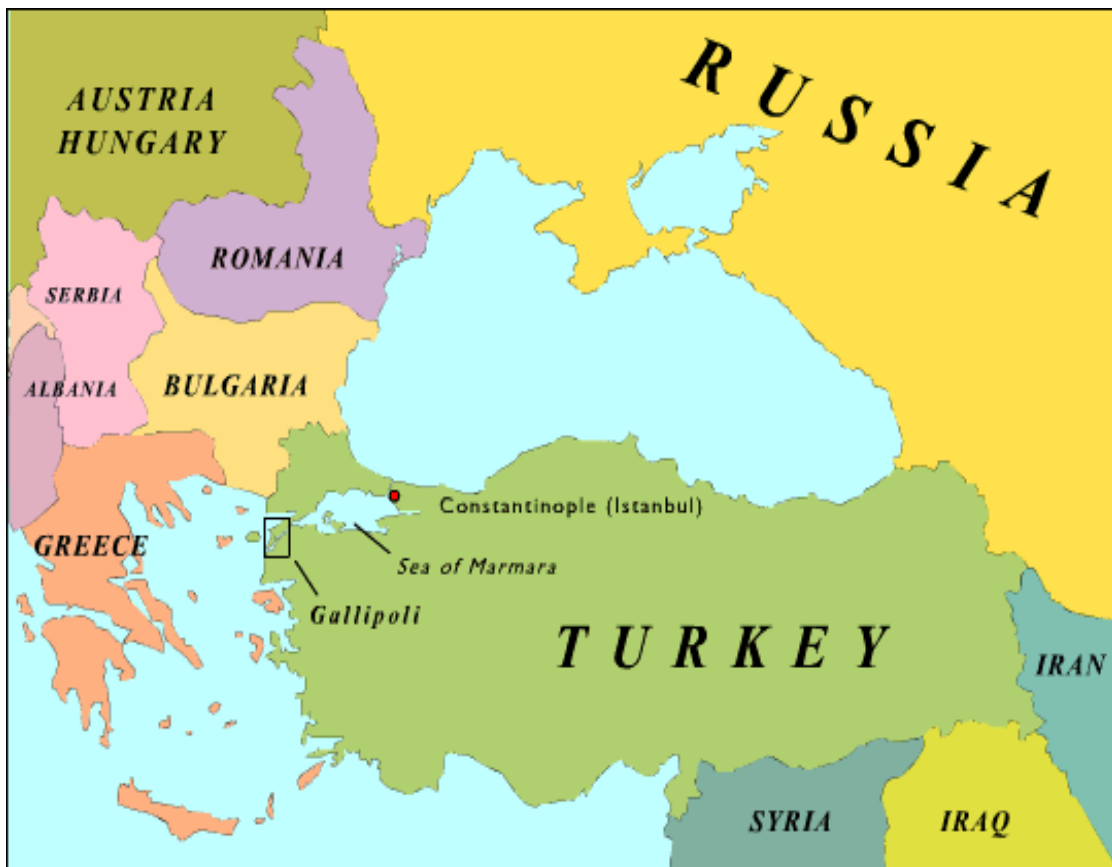 RUSSIA
AUSTRIA
HUNGARY
ROMANIA
SERBIA
ALBANIA
BULGARIA
Constantinople (Istanbul)
GREECE
Sea of Marmara
Gallipoli
TURKEY
IRAN
SYRIA
IRAQ